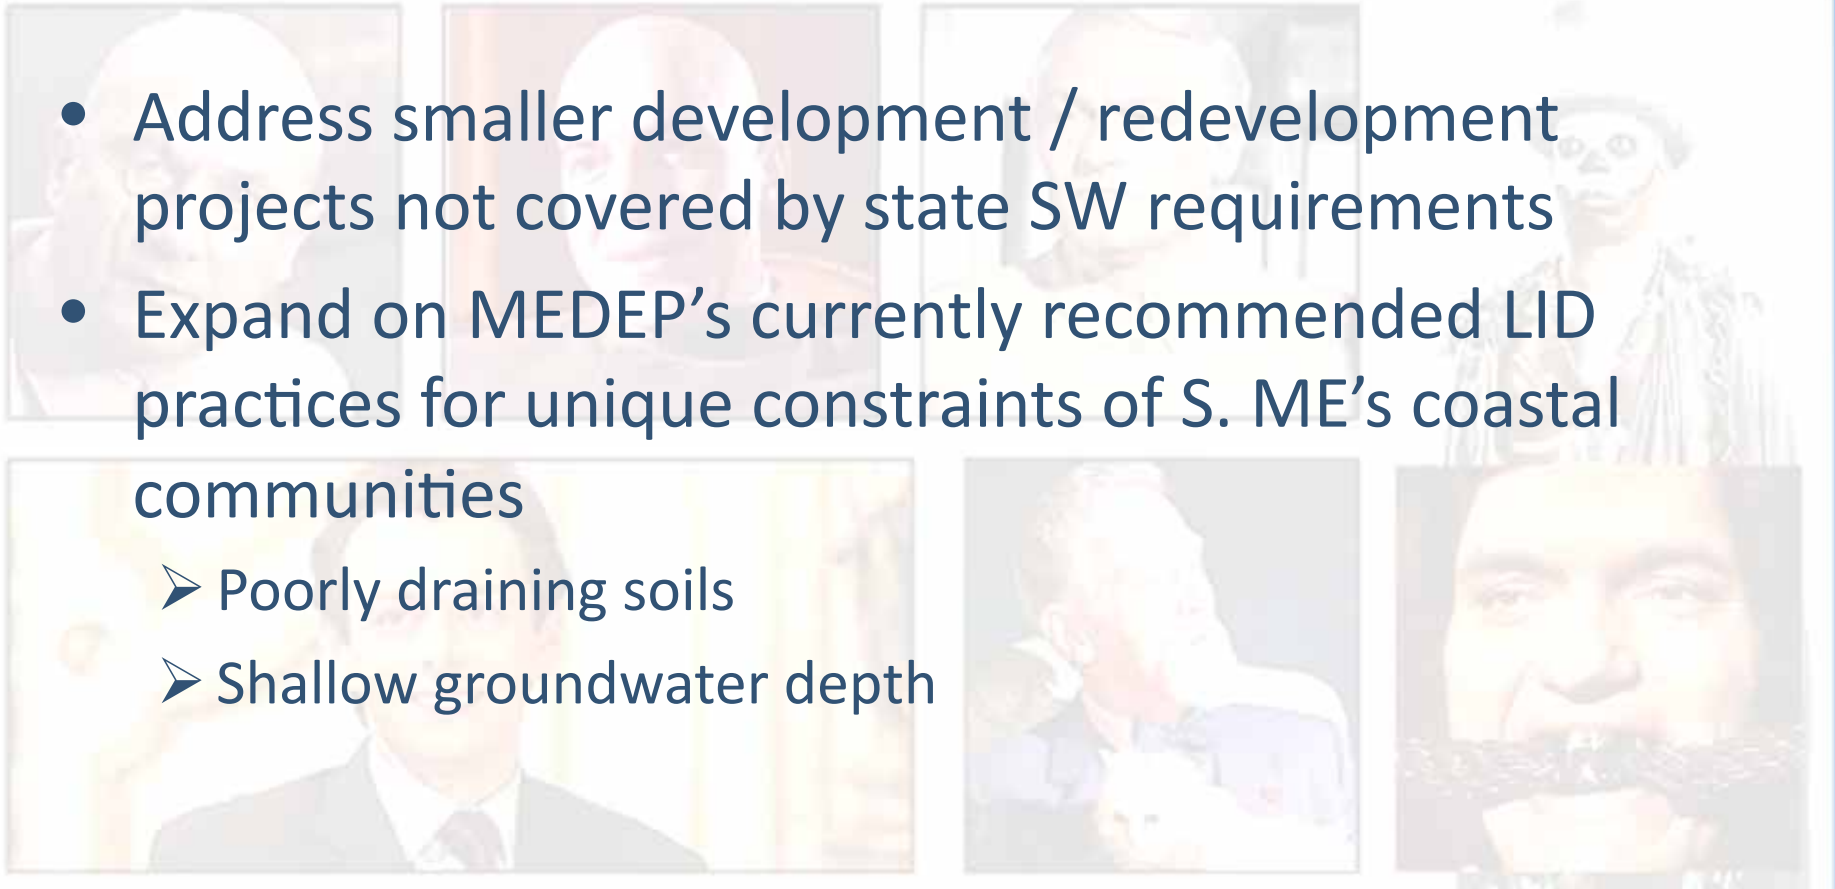 • Address smaller development / redevelopment
projects not covered by state SW requirements
• Expand on MEDEP’s currently recommended LID
practices for unique constraints of S. ME’s coastal
communities
➢ Poorly draining soils
➢ Shallow groundwater depth